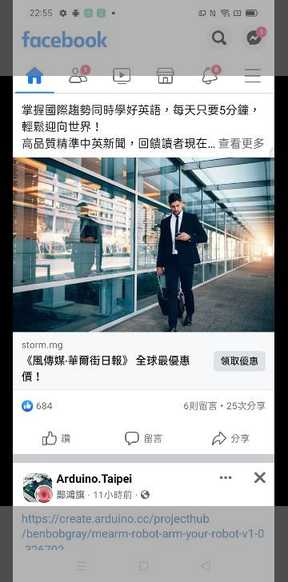 22:55
facebook
掌握國際趨勢同時學好英語，每天只要5分鐘，
輕鬆迎向世界！
高品質精準中英新聞，回饋讀者現在... 查看更多
storm.mg
《風傳媒·華爾街日報》 全球最優惠
價！
領取優惠
684
6則留言・25次分享
讚
留言
分享
Arduino.Taipei
鄭鴻旗・11小時前・
https://create.arduino.cc/projecthub
/benbobgray/mearm-robot-arm-your-robot-v1-0